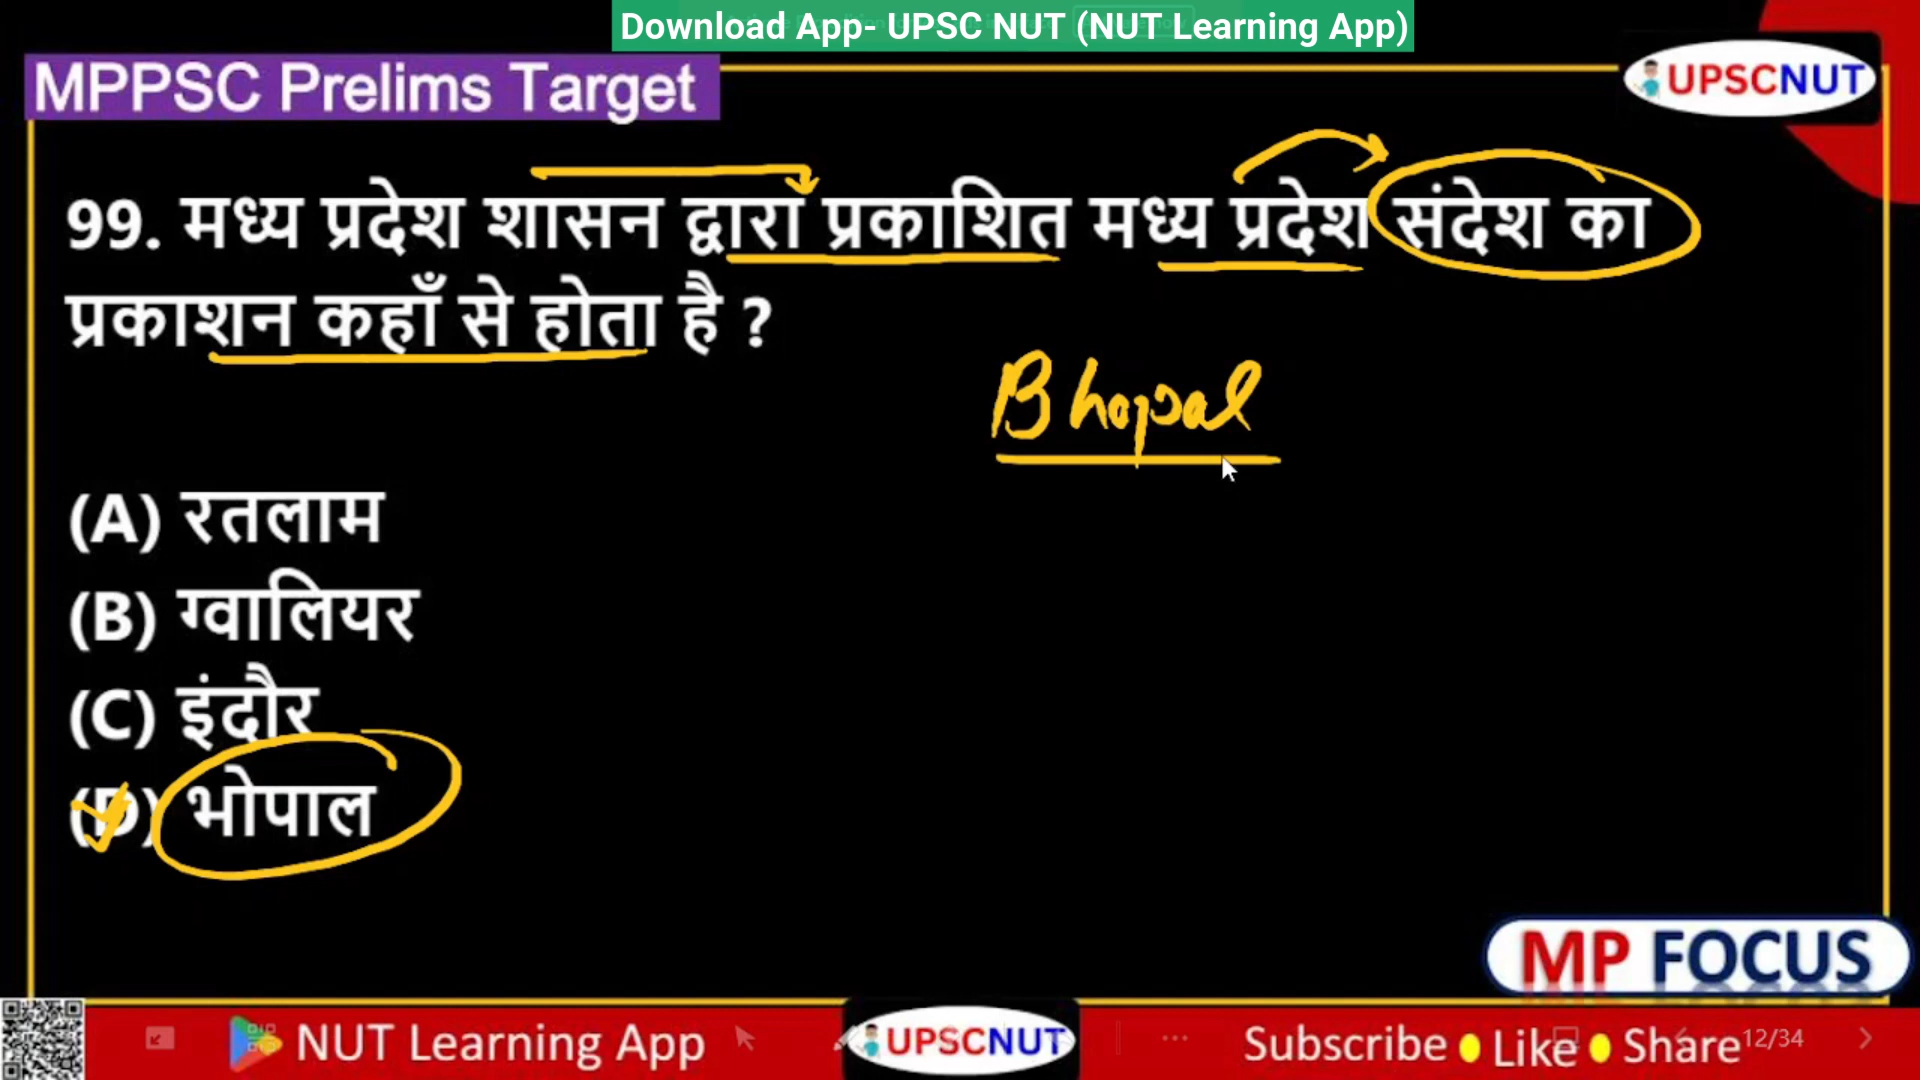 Download App- UPSC NUT (NUT Learning App)
MPPSC Prelims Target
UPSCNUT
99. मध्य प्रदेश शासन द्वारा प्रकाशित मध्य प्रदेश संदेश का
प्रकाशन कहाँ से होता है ?
Bhopal
(A) रतलाम
(B) ग्वालियर
(C) इंदौर
(D) भोपाल
MP FOCUS
NUT Learning App
UPSCNUT
Subscribe Like Share
12/34